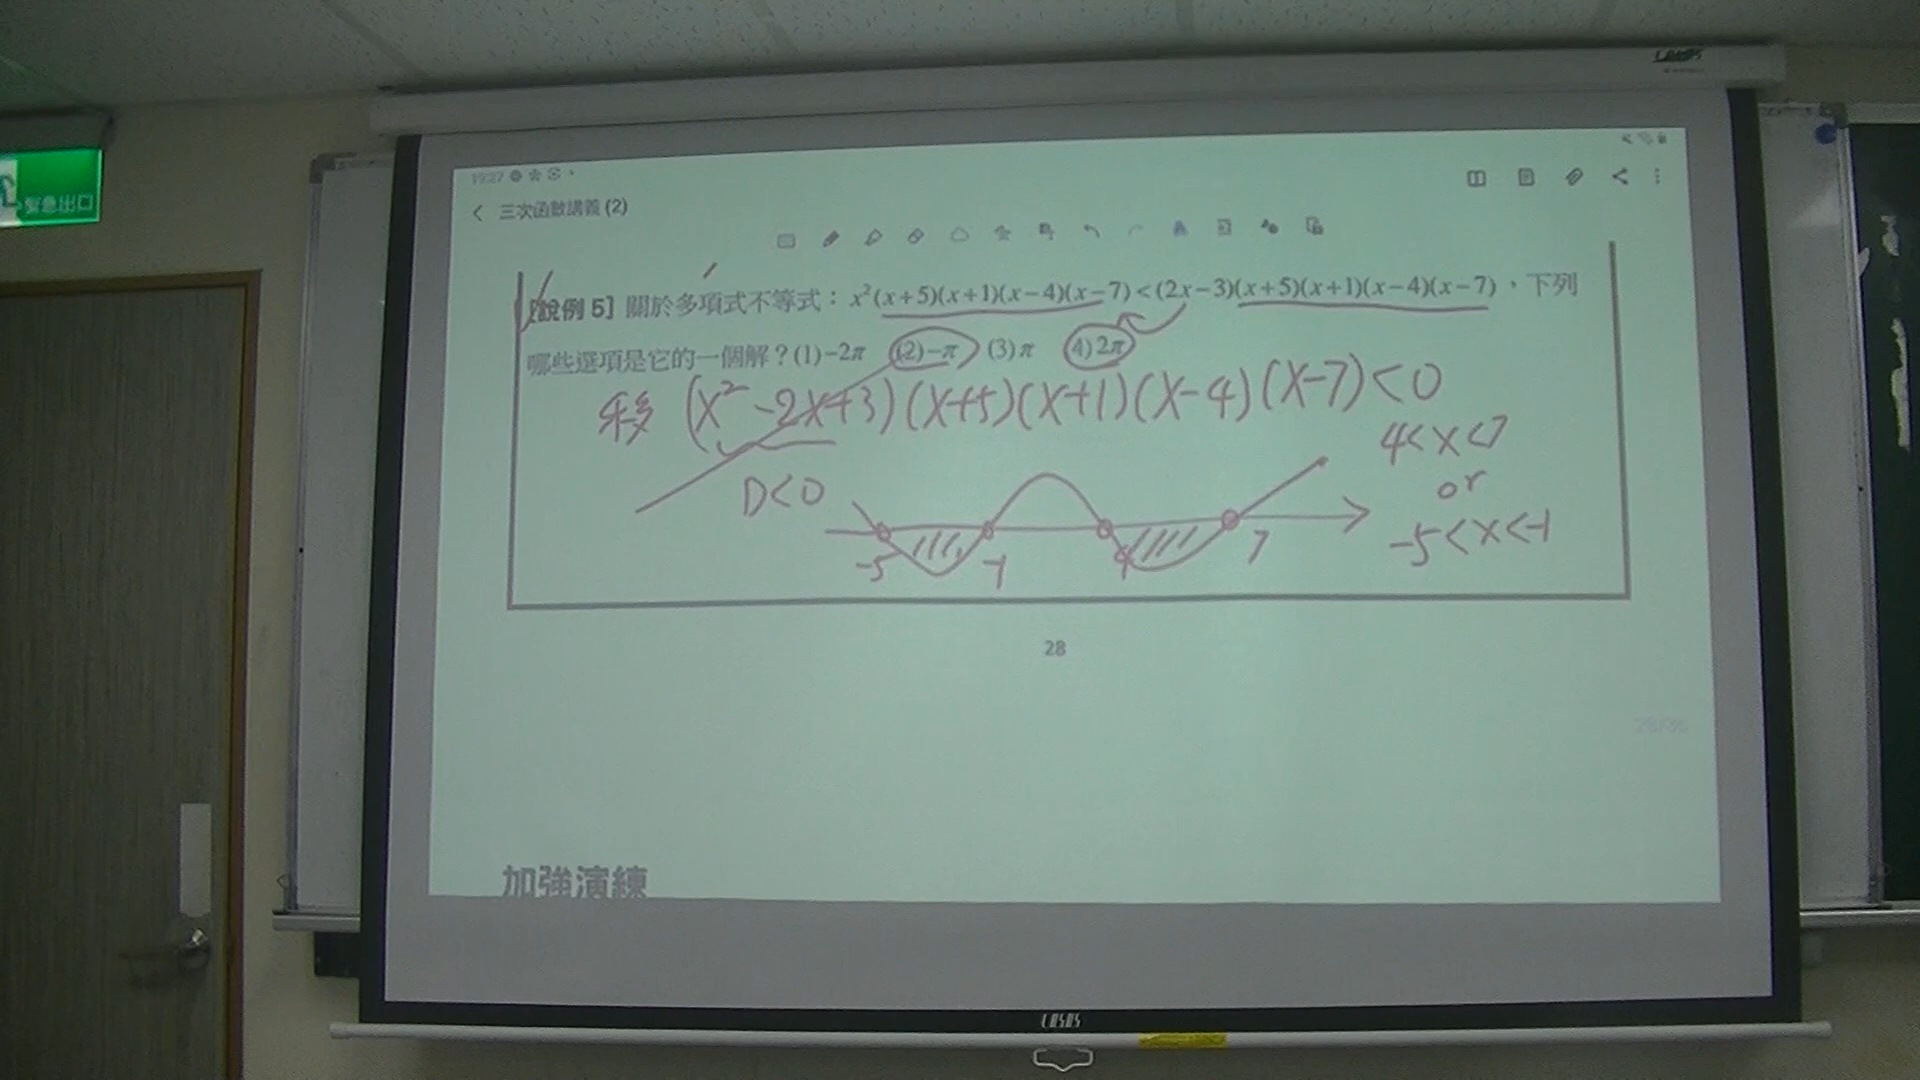 緊急出口
19:27
三次函數講義 (2)
[說例 5] 關於多項式不等式：x²(x+5)(x+1)(x−4)(x−7)<(2x−3)(x+5)(x+1)(x−4)(x−7)，下列
哪些選項是它的一個解？(1)−2π (2)−π (3)π (4)2π
移 (x²−2x+3)(x+5)(x+1)(x−4)(x−7)<0
D<0
4<x<7
or
−5<x<−1
−5 −1 4 7
28
加強演練